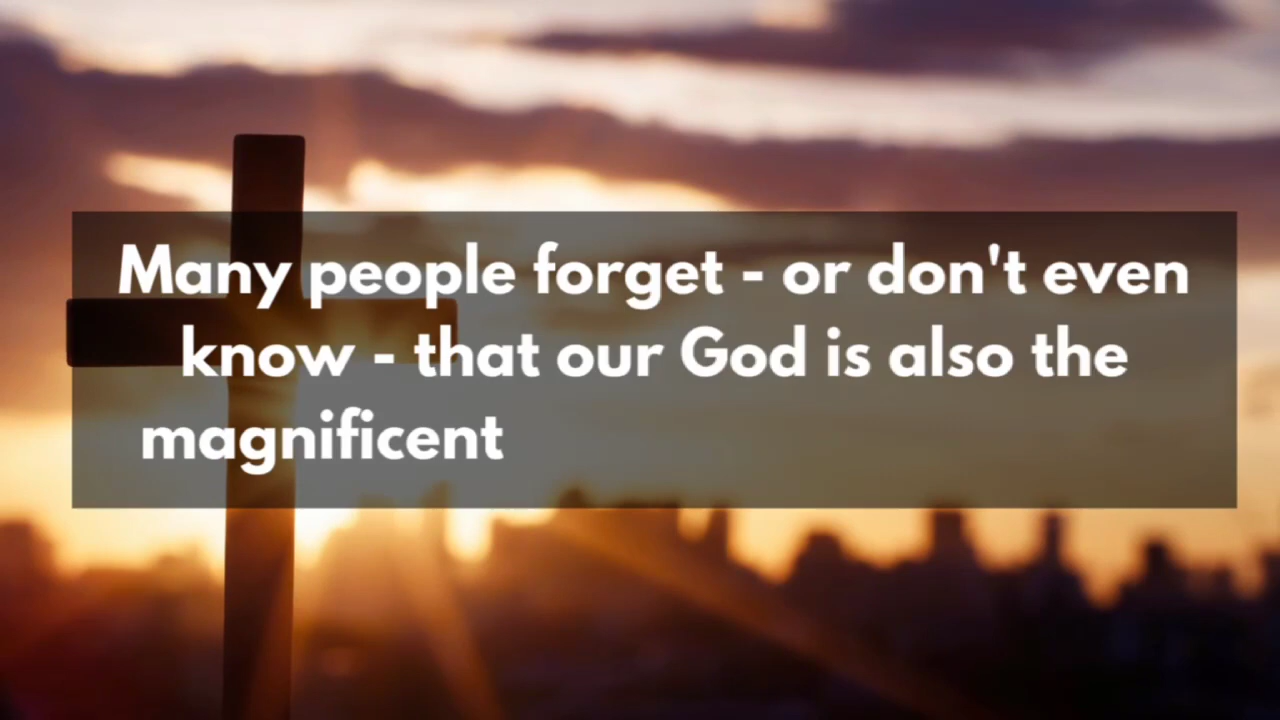 Many people forget - or don't even
know - that our God is also the
magnificent